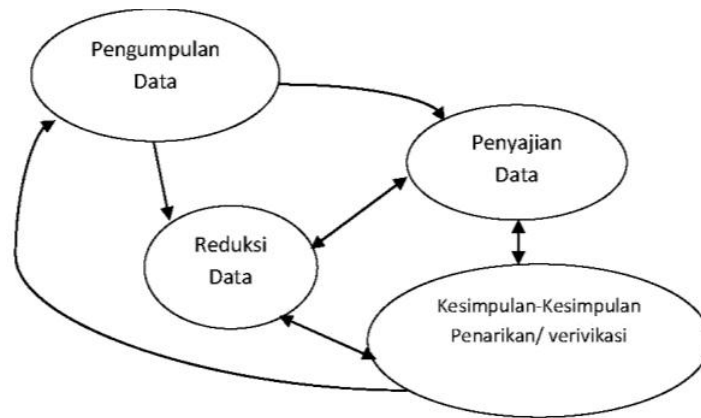 Pengumpulan
Data
Penyajian
Data
Reduksi
Data
Kesimpulan-Kesimpulan
Penarikan/ verivikasi